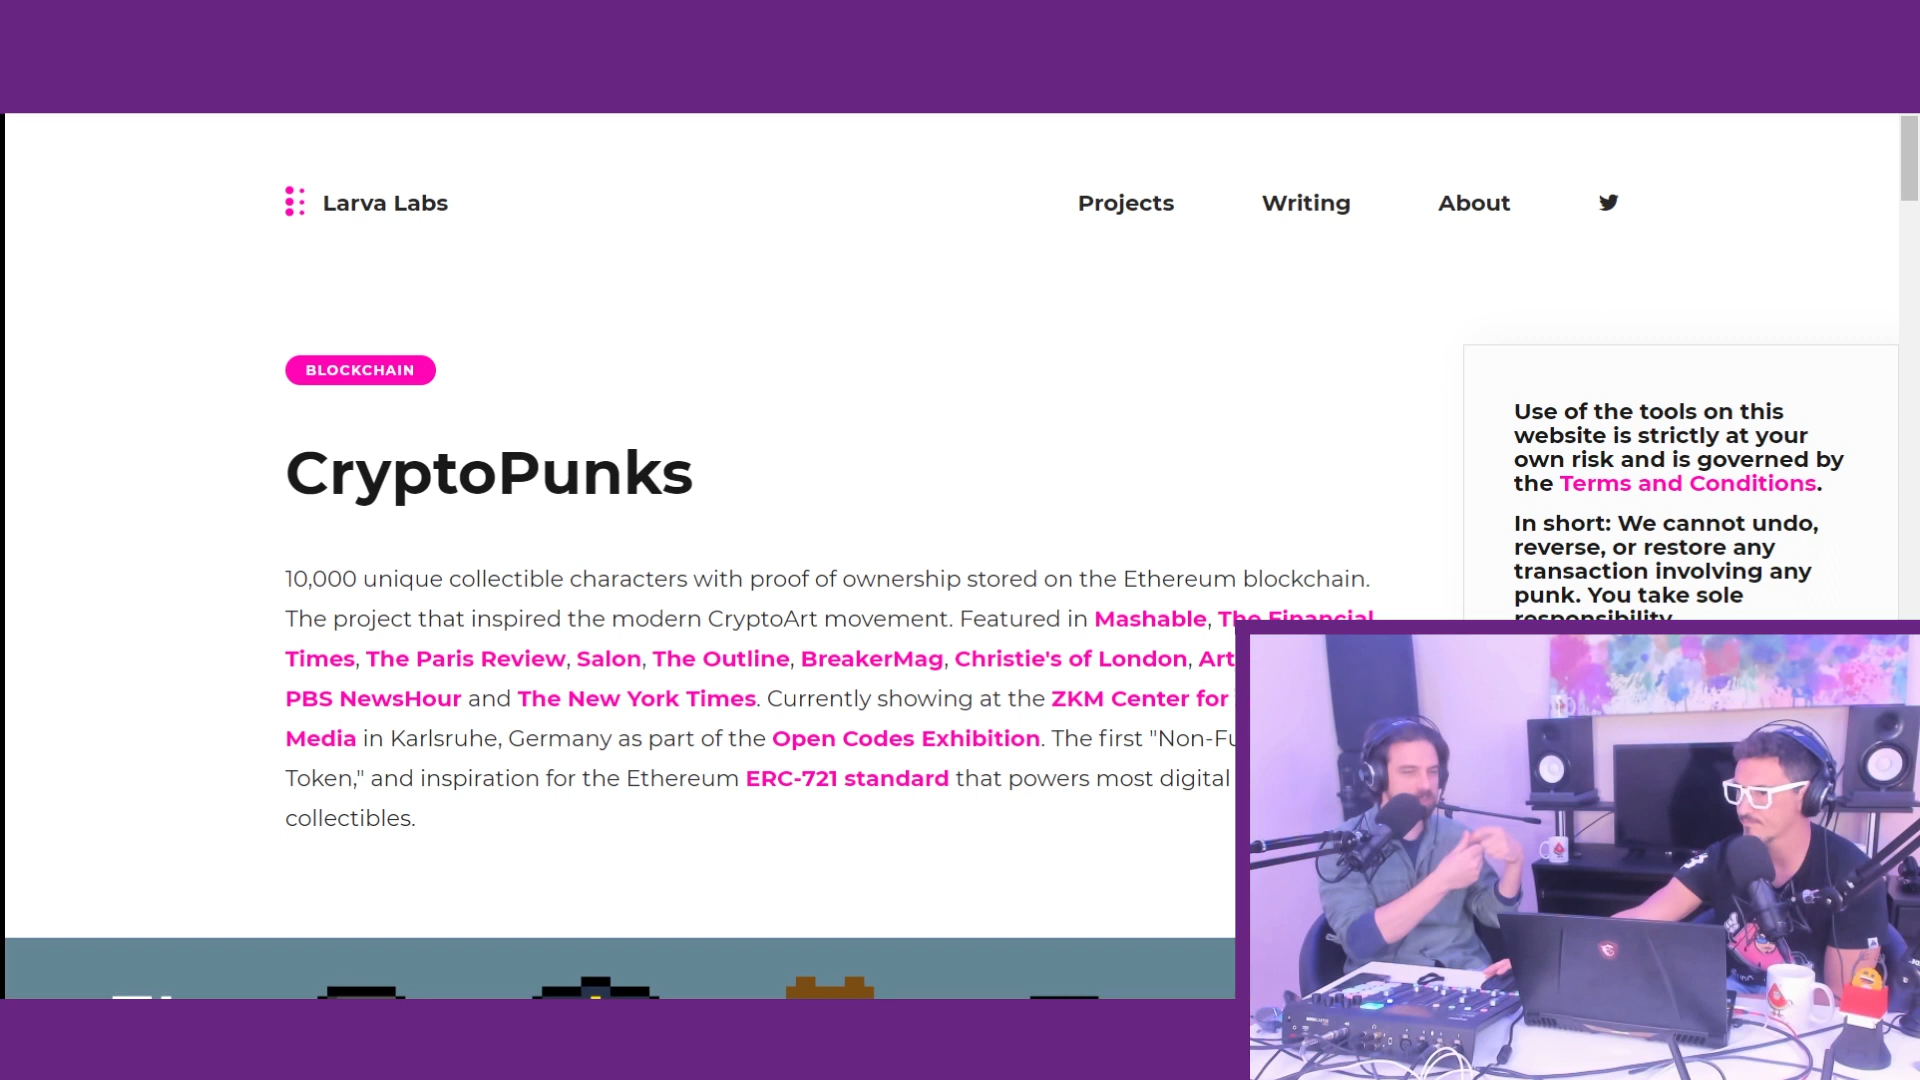 Larva Labs
Projects
Writing
About
BLOCKCHAIN
CryptoPunks
10,000 unique collectible characters with proof of ownership stored on the Ethereum blockchain.
The project that inspired the modern CryptoArt movement. Featured in Mashable, The Financial
Times, The Paris Review, Salon, The Outline, BreakerMag, Christie's of London, Art
PBS NewsHour and The New York Times. Currently showing at the ZKM Center for
Media in Karlsruhe, Germany as part of the Open Codes Exhibition. The first "Non-Fu
Token," and inspiration for the Ethereum ERC-721 standard that powers most digital
collectibles.
Use of the tools on this
website is strictly at your
own risk and is governed by
the Terms and Conditions.
In short: We cannot undo,
reverse, or restore any
transaction involving any
punk. You take sole
responsibility